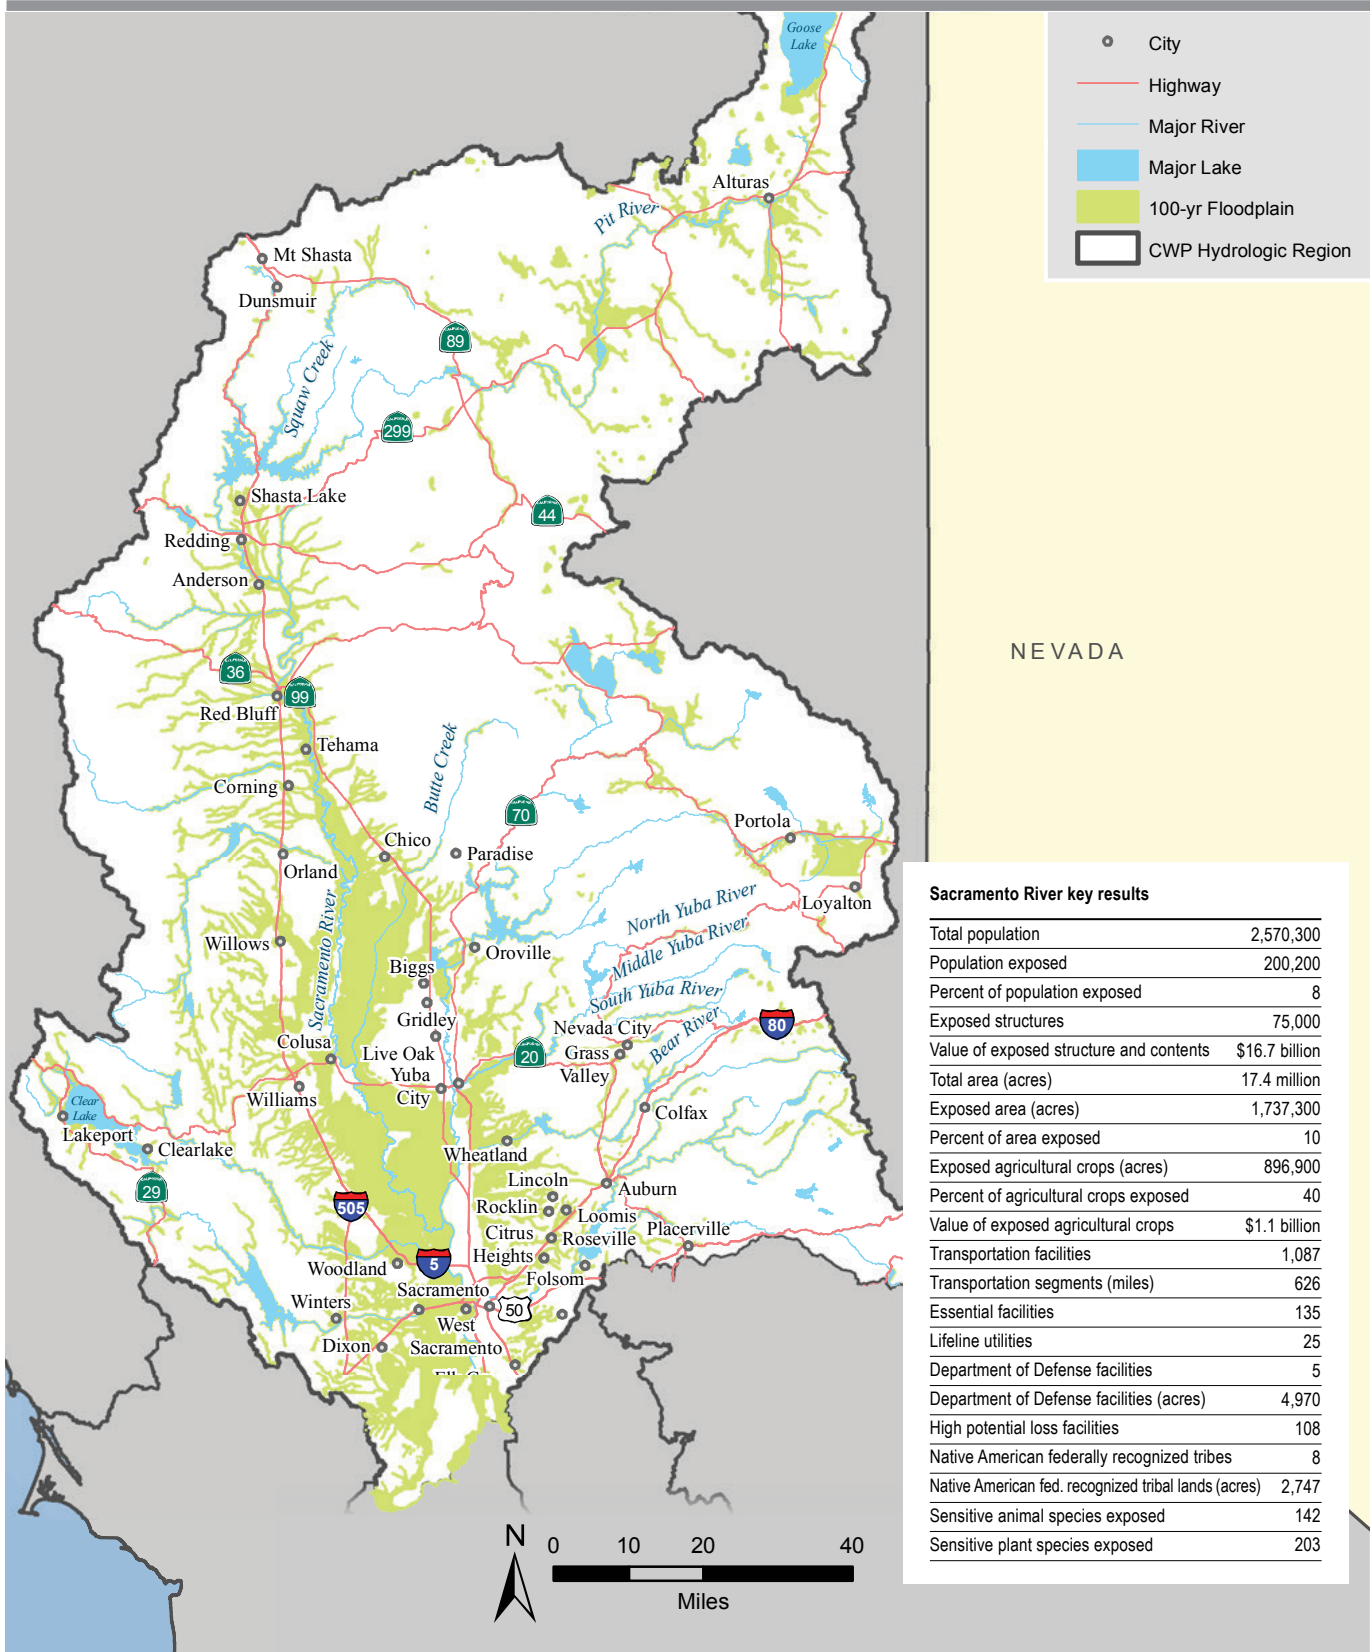 Goose
Lake
City
Highway
Major River
Major Lake
100-yr Floodplain
CWP Hydrologic Region
Alturas
Pit River
Mt Shasta
Dunsmuir
89
Squaw Creek
299
Shasta Lake
44
Redding
Anderson
NEVADA
36
99
Red Bluff
Tehama
Corning
Butte Creek
70
Portola
Chico
Paradise
Orland
Loyalton
North Yuba River
Middle Yuba River
South Yuba River
Willows
Sacramento River
Oroville
Biggs
Gridley
Nevada City
Bear River
80
Colusa
Live Oak
20
Grass
Valley
Yuba
City
Williams
Clear
Lake
Colfax
Lakeport
Clearlake
Wheatland
29
Lincoln
Auburn
505
Rocklin
Loomis
Citrus
Heights
Roseville
Placerville
5
Woodland
Folsom
Sacramento
50
Winters
West
Sacramento
Dixon
N
0 10 20 40
Miles
Sacramento River key results
Total population 2,570,300
Population exposed 200,200
Percent of population exposed 8
Exposed structures 75,000
Value of exposed structure and contents $16.7 billion
Total area (acres) 17.4 million
Exposed area (acres) 1,737,300
Percent of area exposed 10
Exposed agricultural crops (acres) 896,900
Percent of agricultural crops exposed 40
Value of exposed agricultural crops $1.1 billion
Transportation facilities 1,087
Transportation segments (miles) 626
Essential facilities 135
Lifeline utilities 25
Department of Defense facilities 5
Department of Defense facilities (acres) 4,970
High potential loss facilities 108
Native American federally recognized tribes 8
Native American fed. recognized tribal lands (acres) 2,747
Sensitive animal species exposed 142
Sensitive plant species exposed 203